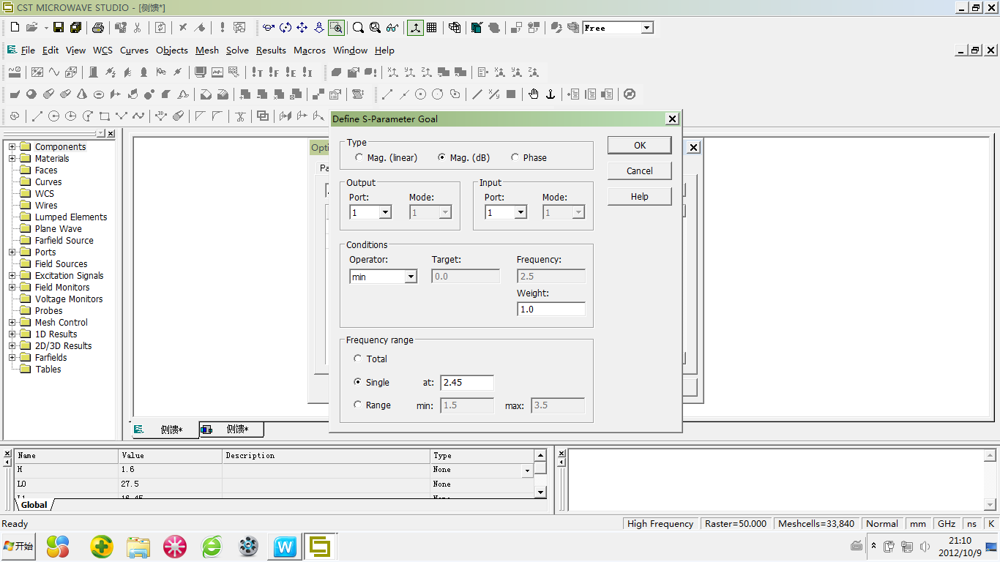 CST MICROWAVE STUDIO - [侧馈*]
Free
File Edit View WCS Curves Objects Mesh Solve Results Macros Window Help
Define S-Parameter Goal
Type
Mag. (linear) Mag. (dB) Phase
OK
Cancel
Help
Output
Port: Mode:
1 1
Input
Port: Mode:
1 1
Conditions
Operator: Target: Frequency:
min 0.0 2.5
Weight:
1.0
Frequency range
Total
Single at: 2.45
Range min: 1.5 max: 3.5
Opti
Pa
Components
Materials
Faces
Curves
WCS
Wires
Lumped Elements
Plane Wave
Farfield Source
Ports
Field Sources
Excitation Signals
Field Monitors
Voltage Monitors
Probes
Mesh Control
1D Results
2D/3D Results
Farfields
Tables
侧馈* 侧馈*
Name Value Description Type
H 1.6 None
L0 27.5 None
L1 16.45 None
Global
Ready
High Frequency Raster=50.000 Meshcells=33,840 Normal mm GHz ns K
开始
21:10
2012/10/9